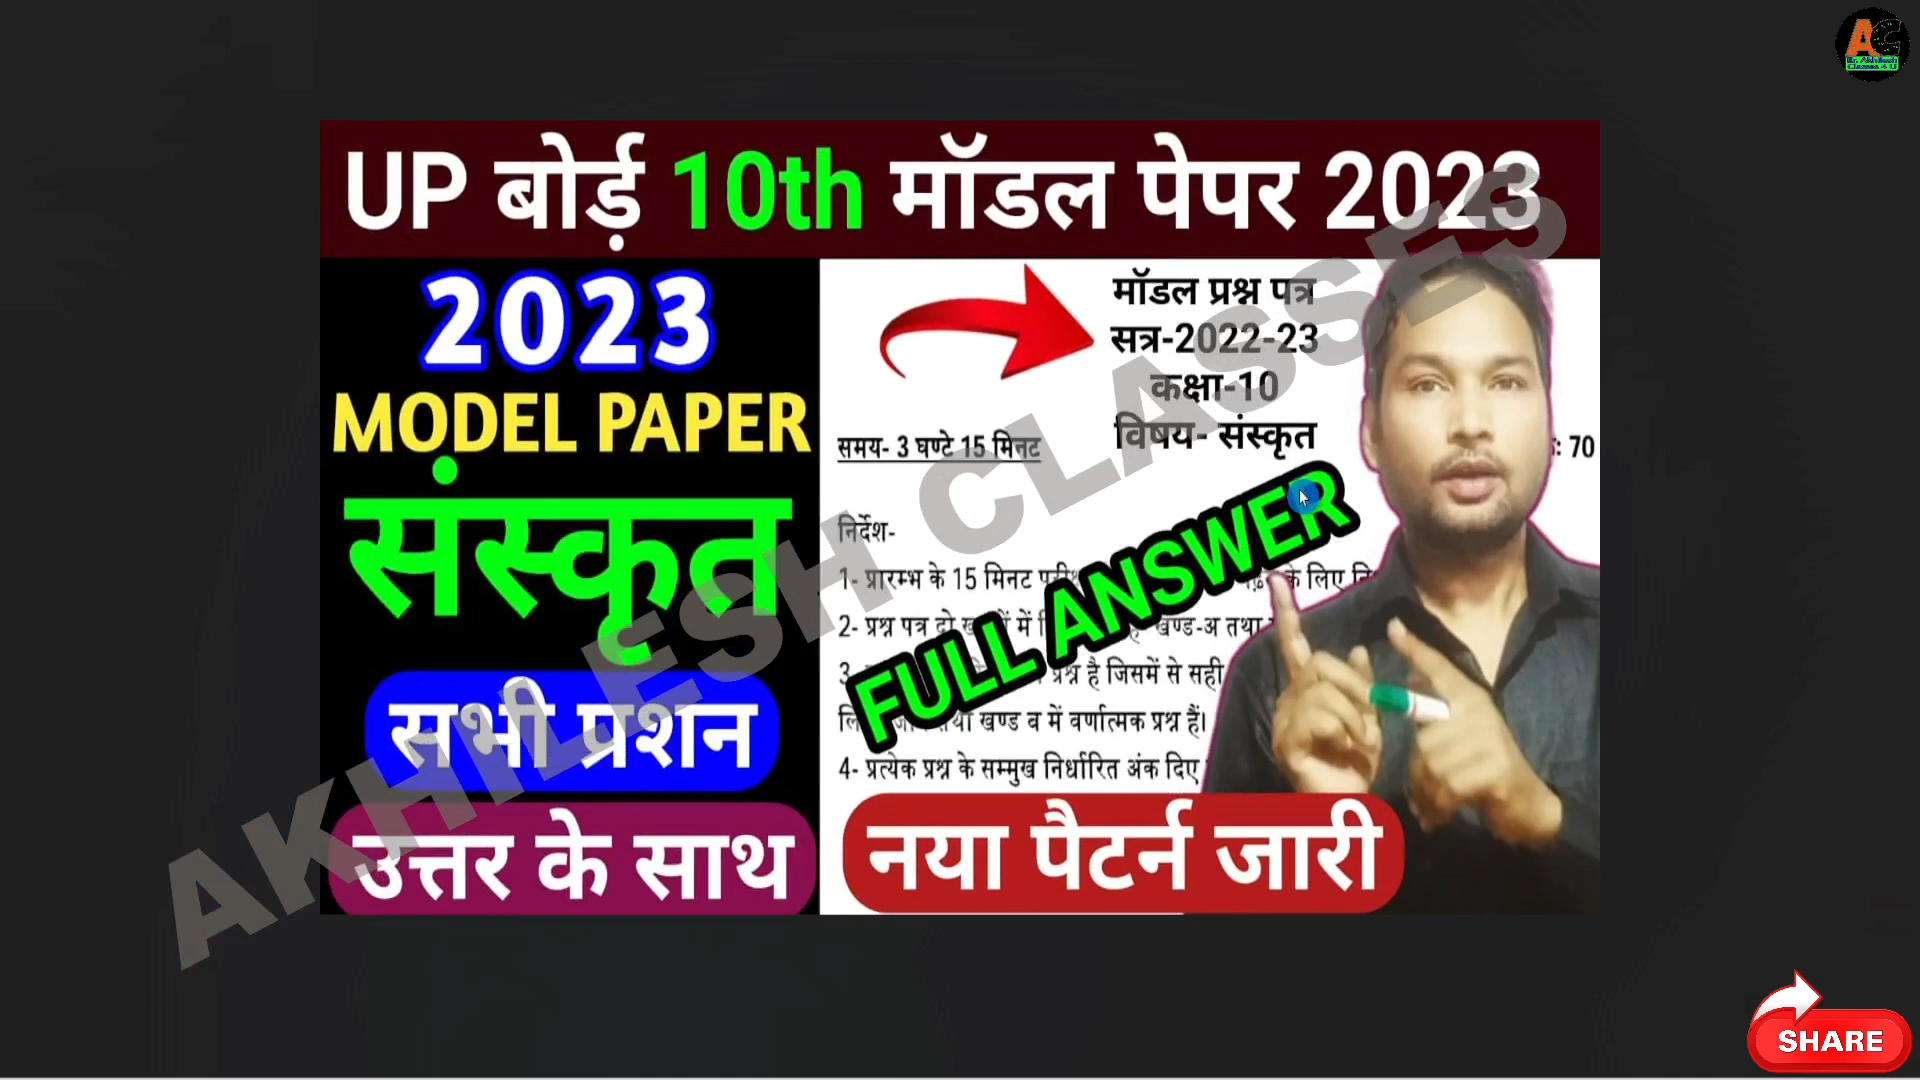 UP बोर्ड़ 10th मॉडल पेपर 2023
2023
MODEL PAPER
संस्कृत
सभी प्रशन
उत्तर के साथ
मॉडल प्रश्न पत्र
सत्र-2022-23
कक्षा-10
विषय- संस्कृत
समय- 3 घण्टे 15 मिनट
: 70
निर्देश-
1- प्रारम्भ के 15 मिनट के लिए
2- प्रश्न पत्र दो में खण्ड-अ तथा
3- प्रश्न है जिसमें से सही
खण्ड व में वर्णात्मक प्रश्न हैं।
4- प्रत्येक प्रश्न के सम्मुख निर्धारित अंक दिए
FULL ANSWER
नया पैटर्न जारी
AKHILESH CLASSES
AC
SHARE